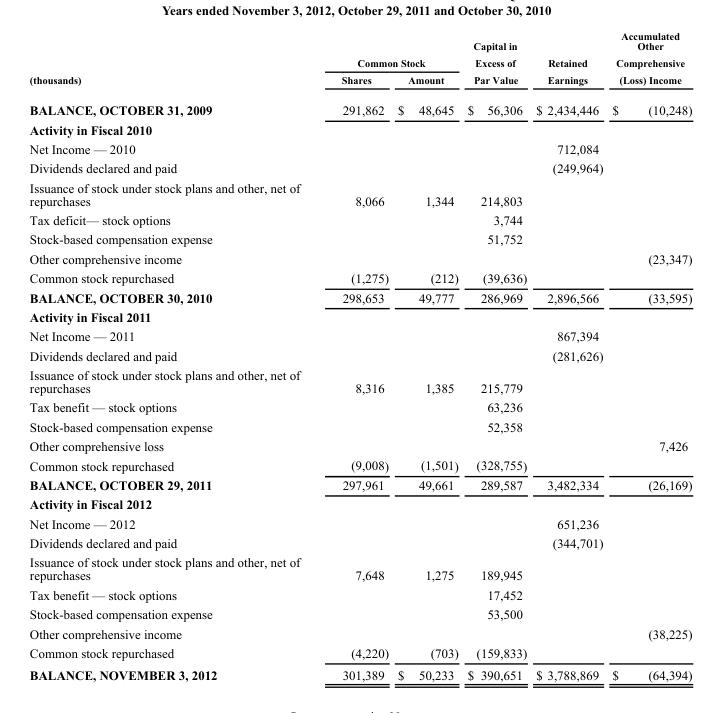 Years ended November 3, 2012, October 29, 2011 and October 30, 2010
Accumulated
Capital in Other
Common Stock Excess of Retained Comprehensive
(thousands) Shares Amount Par Value Earnings (Loss) Income
BALANCE, OCTOBER 31, 2009 291,862 $ 48,645 $ 56,306 $ 2,434,446 $ (10,248)
Activity in Fiscal 2010
Net Income — 2010 712,084
Dividends declared and paid (249,964)
Issuance of stock under stock plans and other, net of
repurchases 8,066 1,344 214,803
Tax deficit— stock options 3,744
Stock-based compensation expense 51,752
Other comprehensive income (23,347)
Common stock repurchased (1,275) (212) (39,636)
BALANCE, OCTOBER 30, 2010 298,653 49,777 286,969 2,896,566 (33,595)
Activity in Fiscal 2011
Net Income — 2011 867,394
Dividends declared and paid (281,626)
Issuance of stock under stock plans and other, net of
repurchases 8,316 1,385 215,779
Tax benefit — stock options 63,236
Stock-based compensation expense 52,358
Other comprehensive loss 7,426
Common stock repurchased (9,008) (1,501) (328,755)
BALANCE, OCTOBER 29, 2011 297,961 49,661 289,587 3,482,334 (26,169)
Activity in Fiscal 2012
Net Income — 2012 651,236
Dividends declared and paid (344,701)
Issuance of stock under stock plans and other, net of
repurchases 7,648 1,275 189,945
Tax benefit — stock options 17,452
Stock-based compensation expense 53,500
Other comprehensive income (38,225)
Common stock repurchased (4,220) (703) (159,833)
BALANCE, NOVEMBER 3, 2012 301,389 $ 50,233 $ 390,651 $ 3,788,869 $ (64,394)